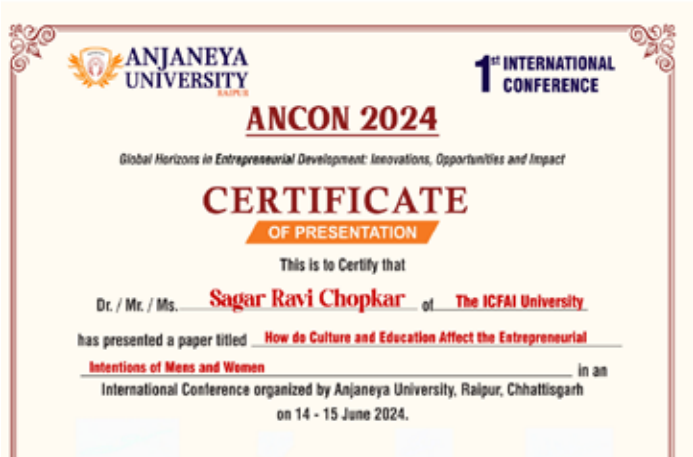 ANJANEYA
UNIVERSITY
RAIPUR
1st INTERNATIONAL
CONFERENCE
ANCON 2024
Global Horizons in Entrepreneurial Development: Innovations, Opportunities and Impact
CERTIFICATE
OF PRESENTATION
This is to Certify that
Dr. / Mr. / Ms. Sagar Ravi Chopkar of The ICFAI University
has presented a paper titled How do Culture and Education Affect the Entrepreneurial
Intentions of Mens and Women in an
International Conference organized by Anjaneya University, Raipur, Chhattisgarh
on 14 - 15 June 2024.